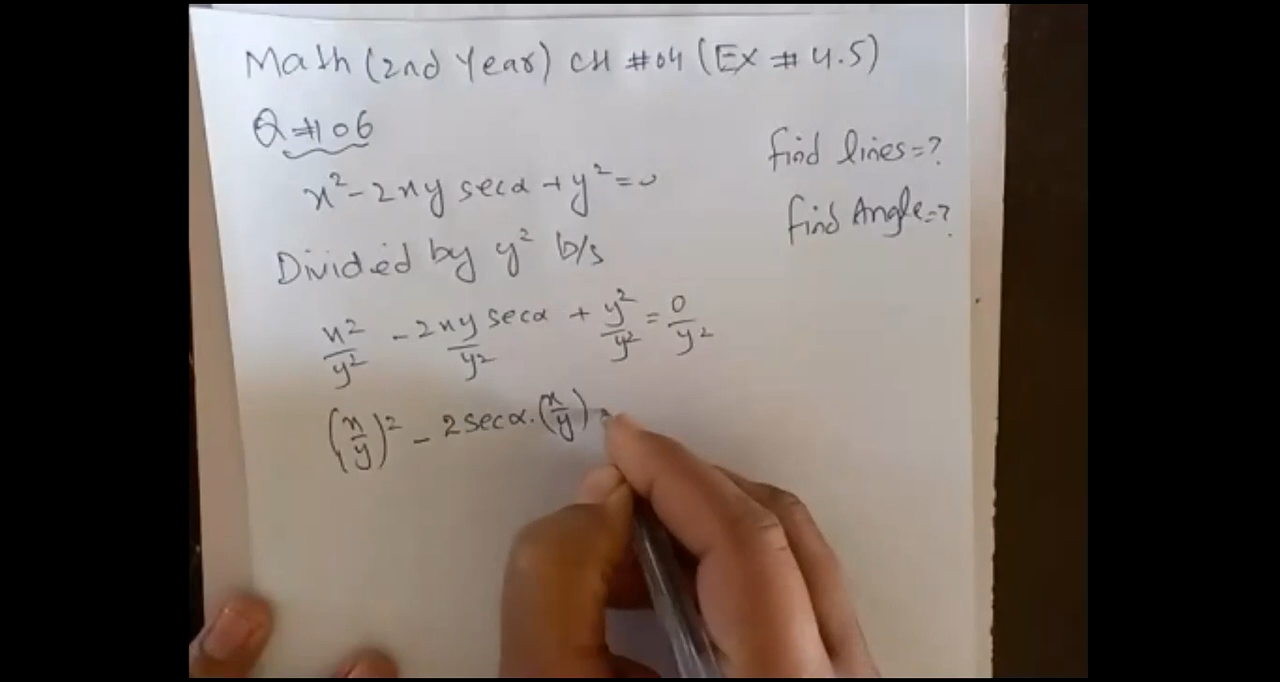 Math (2nd Year) CH #04 (Ex # 4.5)
Q#06
Find lines=?
x² - 2xy secα + y² = 0
Find Angle=?
Divided by y² b/s
x²/y² - 2xy secα/y² + y²/y² = 0/y²
(x/y)² - 2secα.(x/y)